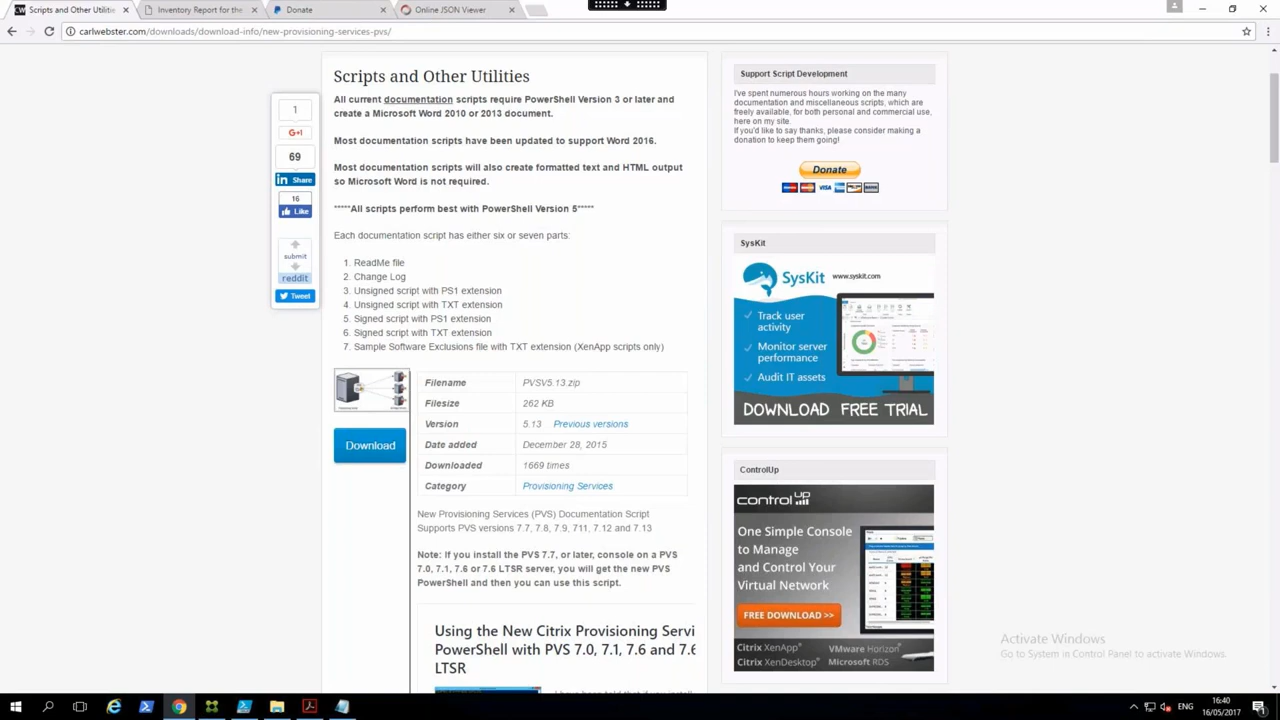 Scripts and Other Utilitie
Inventory Report for the
Donate
Online JSON Viewer
carlwebster.com/downloads/download-info/new-provisioning-services-pvs/
Scripts and Other Utilities
All current documentation scripts require PowerShell Version 3 or later and
create a Microsoft Word 2010 or 2013 document.
Most documentation scripts have been updated to support Word 2016.
Most documentation scripts will also create formatted text and HTML output
so Microsoft Word is not required.
*****All scripts perform best with PowerShell Version 5*****
Each documentation script has either six or seven parts:
1. ReadMe file
2. Change Log
3. Unsigned script with PS1 extension
4. Unsigned script with TXT extension
5. Signed script with PS1 extension
6. Signed script with TXT extension
7. Sample Software Exclusions file with TXT extension (XenApp scripts only)
1
G+1
69
in Share
16
Like
submit
reddit
Tweet
Download
Filename PVSV5.13.zip
Filesize 262 KB
Version 5.13 Previous versions
Date added December 28, 2015
Downloaded 1669 times
Category Provisioning Services
New Provisioning Services (PVS) Documentation Script
Supports PVS versions 7.7, 7.8, 7.9, 711, 7.12 and 7.13
Note: If you install the PVS 7.7, or later, console on a PVS
7.0, 7.1, 7.6 or 7.6 LTSR server, you will get the new PVS
PowerShell and then you can use this script.
Using the New Citrix Provisioning Servi
PowerShell with PVS 7.0, 7.1, 7.6 and 7.6
LTSR
Support Script Development
I've spent numerous hours working on the many
documentation and miscellaneous scripts, which are
freely available, for both personal and commercial use,
here on my site.
If you'd like to say thanks, please consider making a
donation to keep them going!
Donate
VISA
SysKit
SysKit www.syskit.com
Track user
activity
Monitor server
performance
Audit IT assets
DOWNLOAD FREE TRIAL
ControlUp
control UP
One Simple Console
to Manage
and Control Your
Virtual Network
FREE DOWNLOAD >>
Citrix XenApp® VMware Horizon®
Citrix XenDesktop® Microsoft RDS
Activate Windows
Go to System in Control Panel to activate Windows.
ENG
16:40
16/05/2017
1